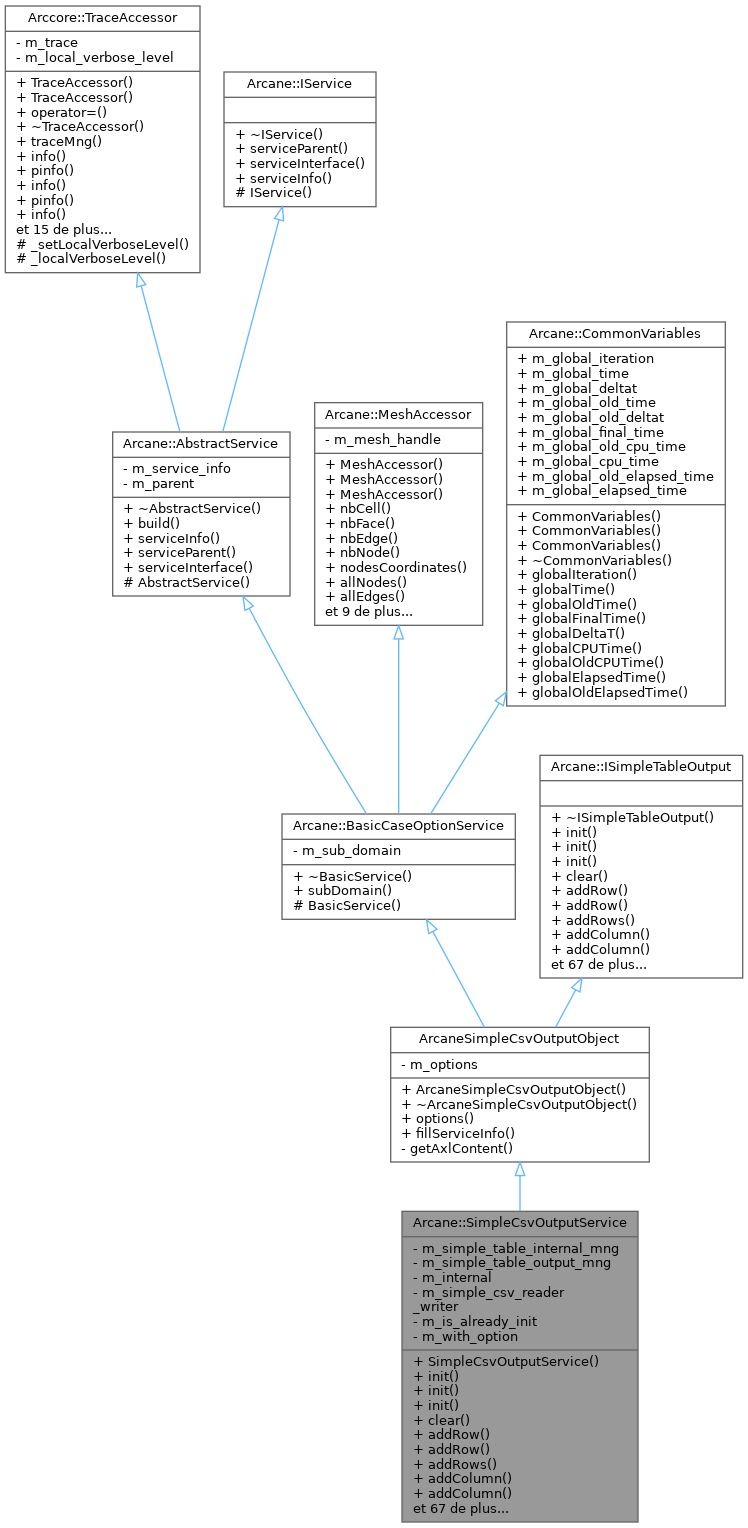 Arccore::TraceAccessor
- m_trace
- m_local_verbose_level
+ TraceAccessor()
+ TraceAccessor()
+ operator=()
+ ~TraceAccessor()
+ traceMng()
+ info()
+ pinfo()
+ info()
+ pinfo()
+ info()
et 15 de plus...
# _setLocalVerboseLevel()
# _localVerboseLevel()
Arcane::IService
+ ~IService()
+ serviceParent()
+ serviceInterface()
+ serviceInfo()
# IService()
Arcane::AbstractService
- m_service_info
- m_parent
+ ~AbstractService()
+ build()
+ serviceInfo()
+ serviceParent()
+ serviceInterface()
# AbstractService()
Arcane::MeshAccessor
- m_mesh_handle
+ MeshAccessor()
+ MeshAccessor()
+ MeshAccessor()
+ nbCell()
+ nbFace()
+ nbEdge()
+ nbNode()
+ nodesCoordinates()
+ allNodes()
+ allEdges()
et 9 de plus...
Arcane::CommonVariables
+ m_global_iteration
+ m_global_time
+ m_global_deltat
+ m_global_old_time
+ m_global_old_deltat
+ m_global_final_time
+ m_global_old_cpu_time
+ m_global_cpu_time
+ m_global_old_elapsed_time
+ m_global_elapsed_time
+ CommonVariables()
+ CommonVariables()
+ CommonVariables()
+ ~CommonVariables()
+ globalIteration()
+ globalTime()
+ globalOldTime()
+ globalFinalTime()
+ globalDeltaT()
+ globalCPUTime()
+ globalOldCPUTime()
+ globalElapsedTime()
+ globalOldElapsedTime()
Arcane::BasicCaseOptionService
- m_sub_domain
+ ~BasicService()
+ subDomain()
# BasicService()
Arcane::ISimpleTableOutput
+ ~ISimpleTableOutput()
+ init()
+ init()
+ init()
+ clear()
+ addRow()
+ addRow()
+ addRows()
+ addColumn()
+ addColumn()
et 67 de plus...
ArcaneSimpleCsvOutputObject
- m_options
+ ArcaneSimpleCsvOutputObject()
+ ~ArcaneSimpleCsvOutputObject()
+ options()
+ fillServiceInfo()
- getAxlContent()
Arcane::SimpleCsvOutputService
- m_simple_table_internal_mng
- m_simple_table_output_mng
- m_internal
- m_simple_csv_reader
_writer
- m_is_already_init
- m_with_option
+ SimpleCsvOutputService()
+ init()
+ init()
+ init()
+ clear()
+ addRow()
+ addRow()
+ addRows()
+ addColumn()
+ addColumn()
et 67 de plus...